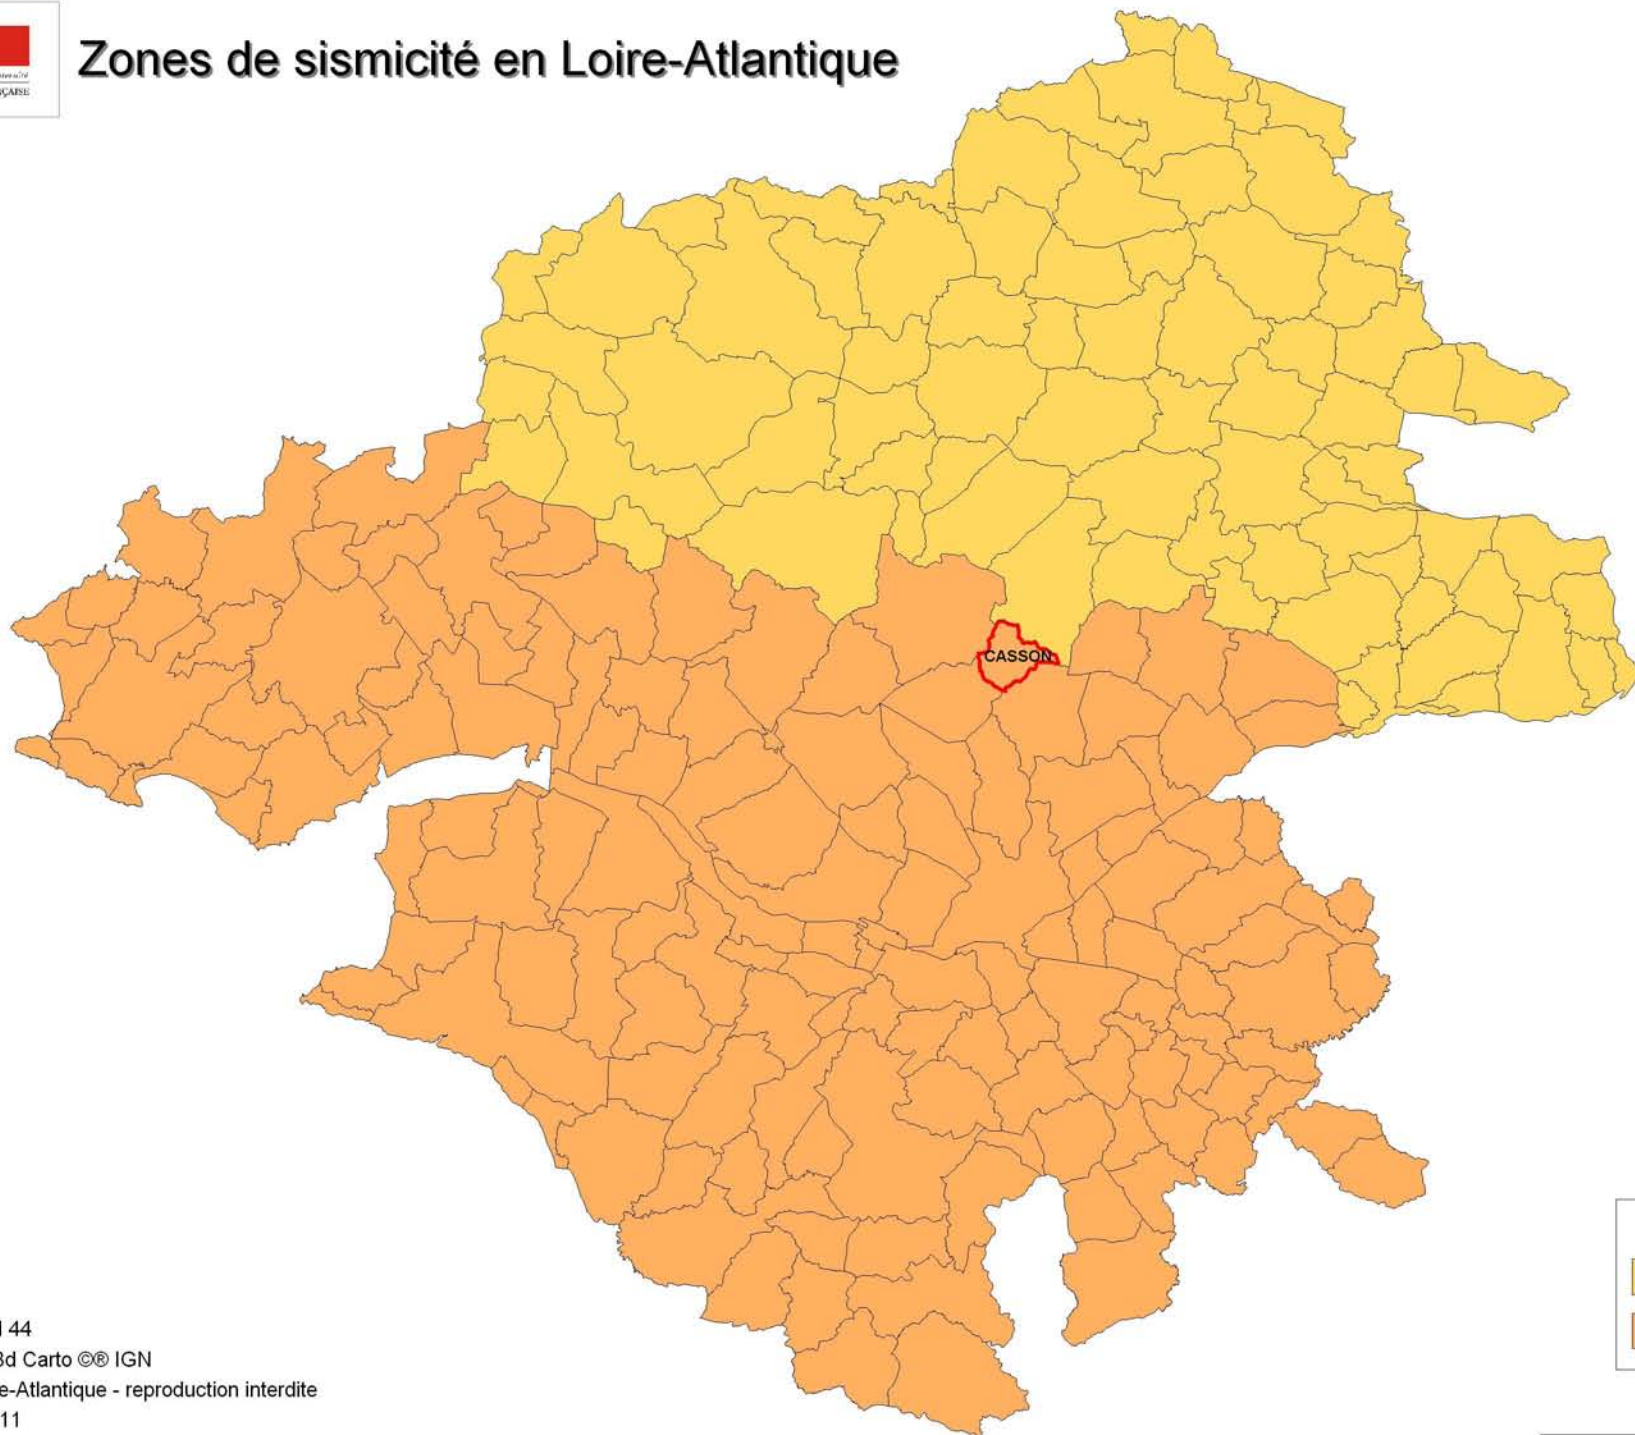 Zones de sismicité en Loire-Atlantique
CASSON
44
3d Carto ©® IGN
e-Atlantique - reproduction interdite
11